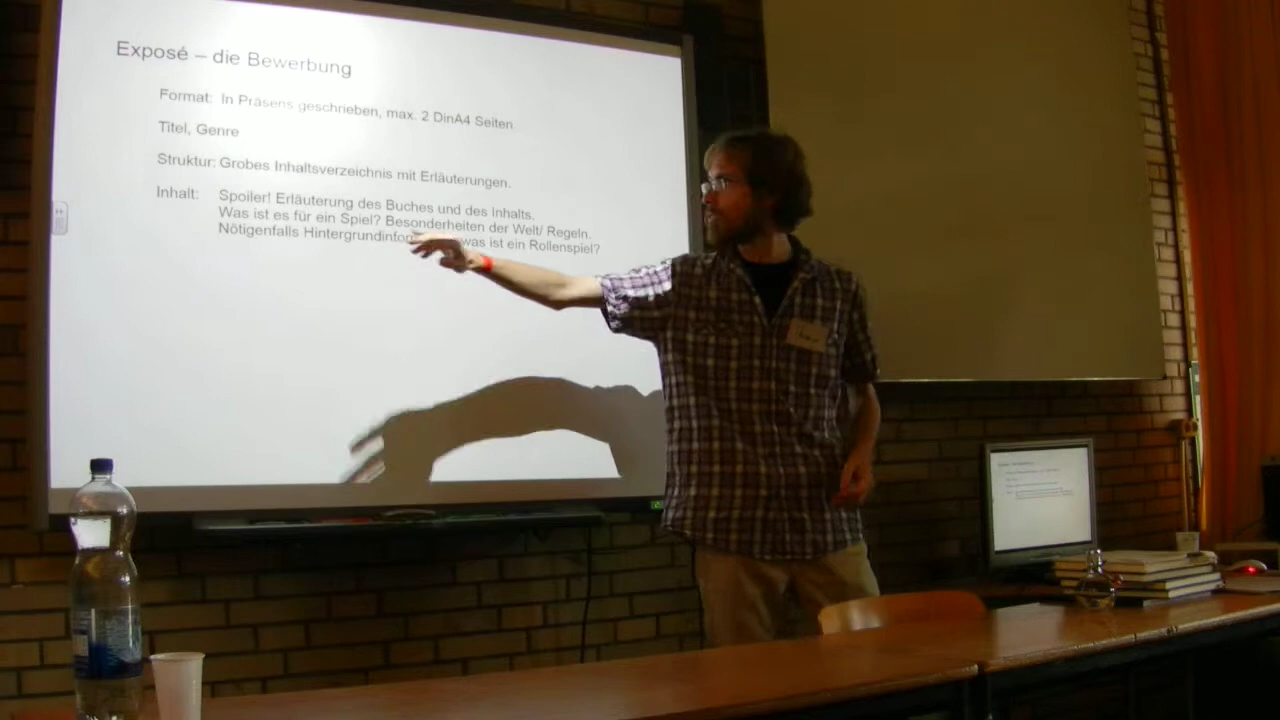 Exposé – die Bewerbung
Format: In Präsens geschrieben, max. 2 DinA4 Seiten
Titel, Genre
Struktur: Grobes Inhaltsverzeichnis mit Erläuterungen.
Inhalt: Spoiler! Erläuterung des Buches und des Inhalts.
Was ist es für ein Spiel? Besonderheiten der Welt/ Regeln.
Nötigenfalls was ist ein Rollenspiel?